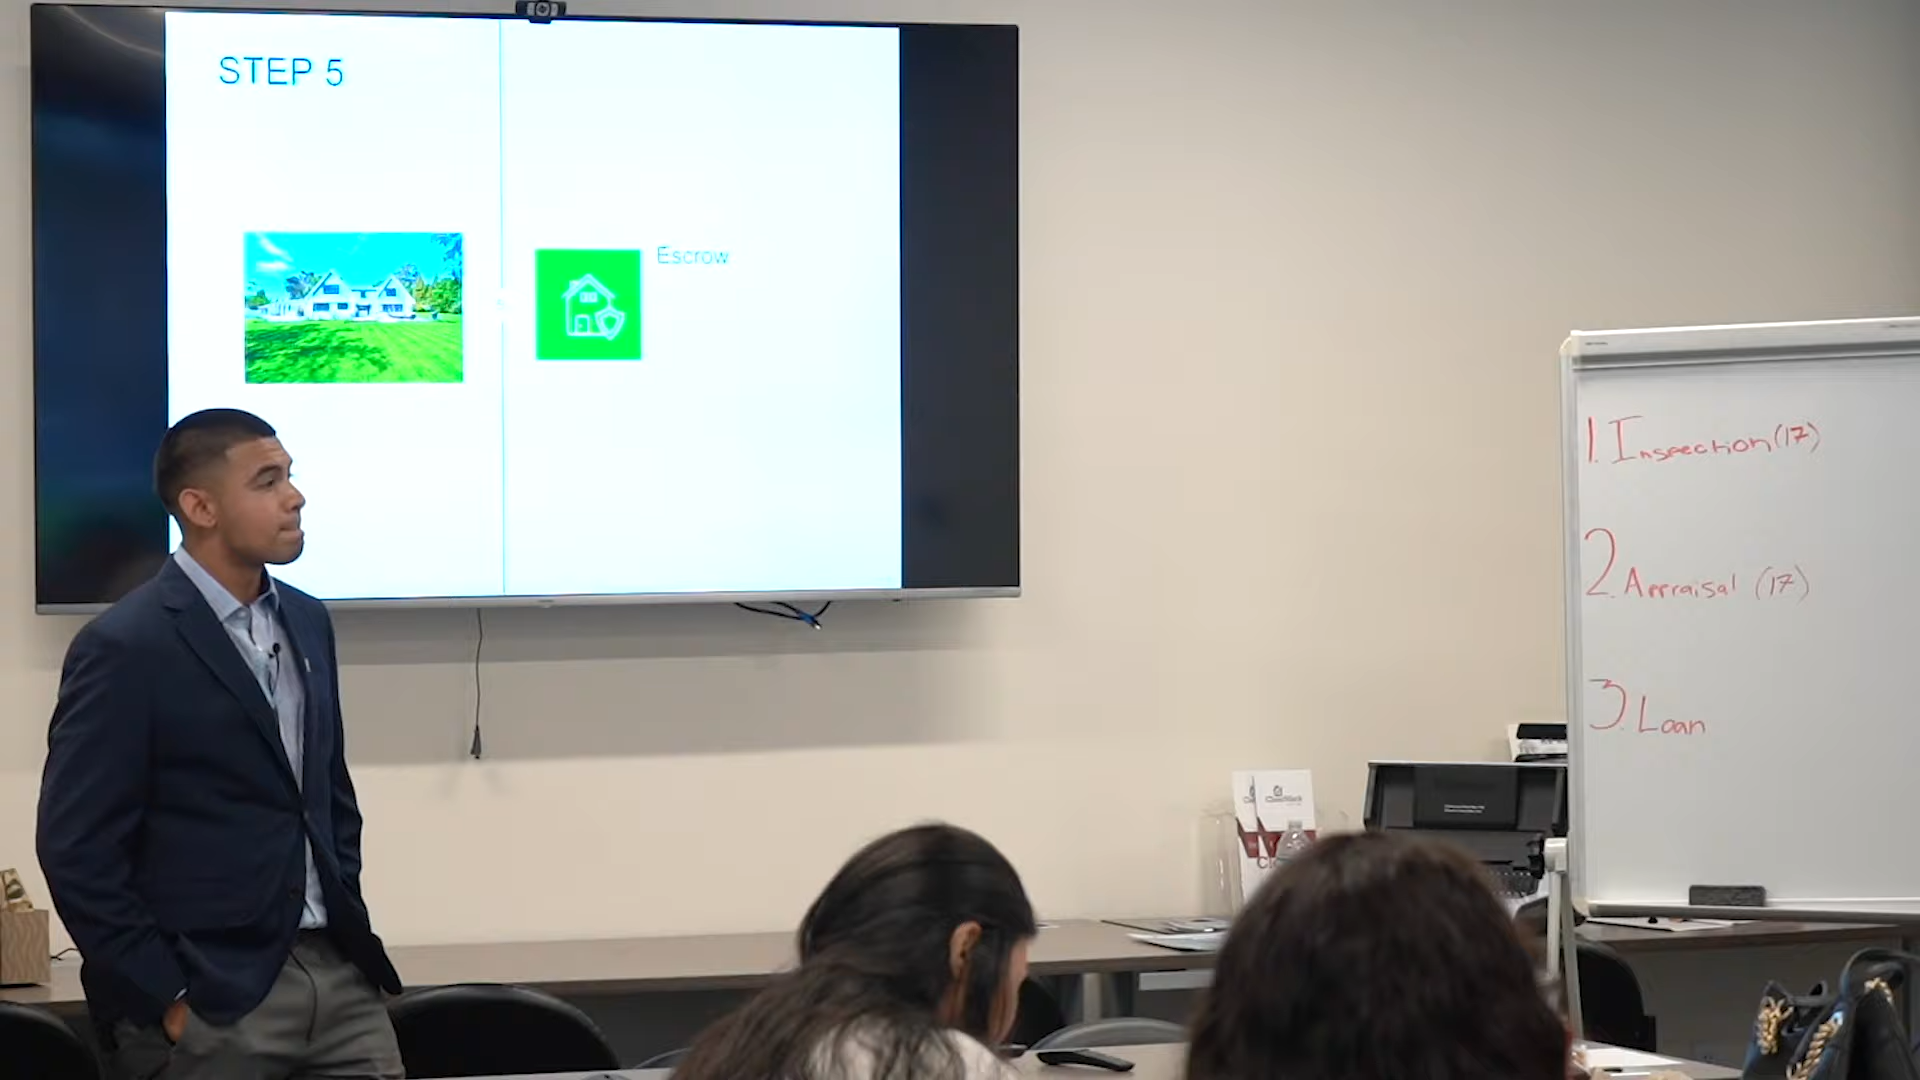 STEP 5
Escrow
1. Inspection (17)
2. Appraisal (17)
3. Loan